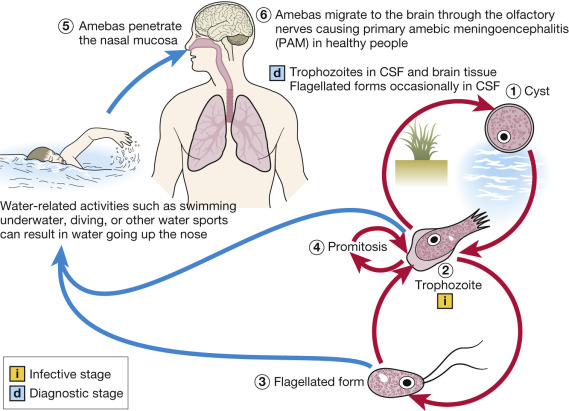 ⑤ Amebas penetrate
the nasal mucosa
⑥ Amebas migrate to the brain through the olfactory
nerves causing primary amebic meningoencephalitis
(PAM) in healthy people
d Trophozoites in CSF and brain tissue
Flagellated forms occasionally in CSF
① Cyst
Water-related activities such as swimming
underwater, diving, or other water sports
can result in water going up the nose
④ Promitosis
②
Trophozoite
i
③ Flagellated form
i Infective stage
d Diagnostic stage